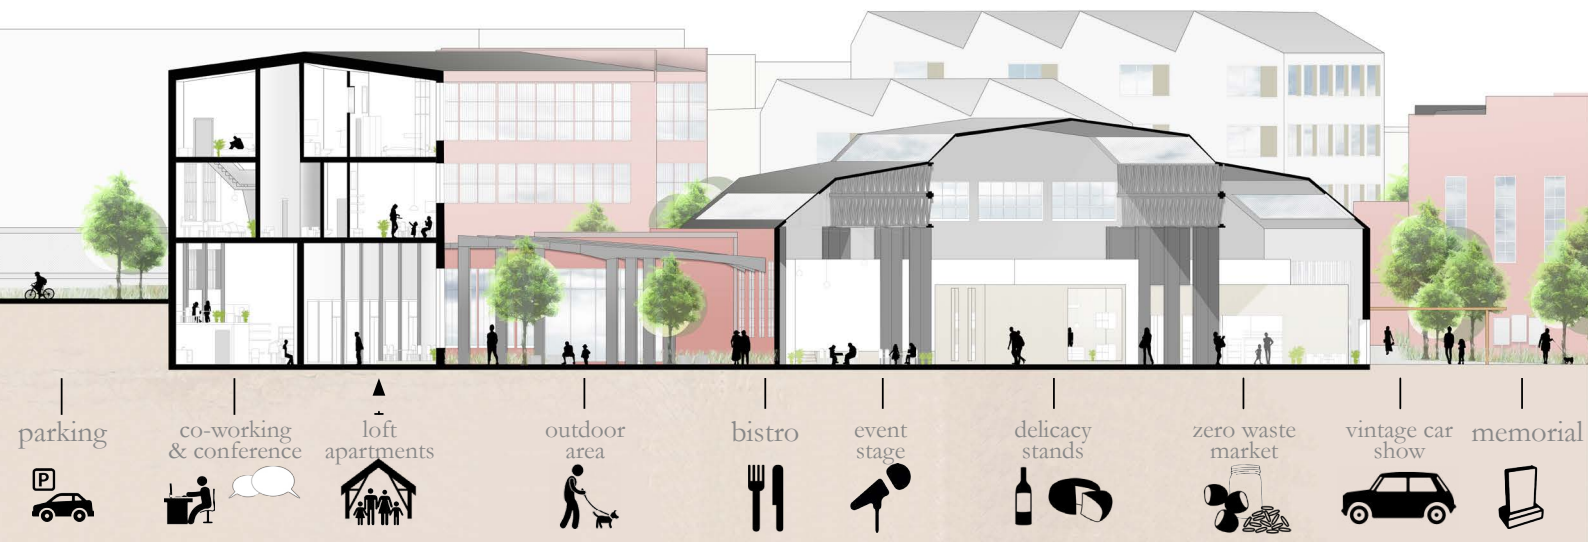 parking
co-working
& conference
loft
apartments
outdoor
area
bistro
event
stage
delicacy
stands
zero waste
market
vintage car
show
memorial
P